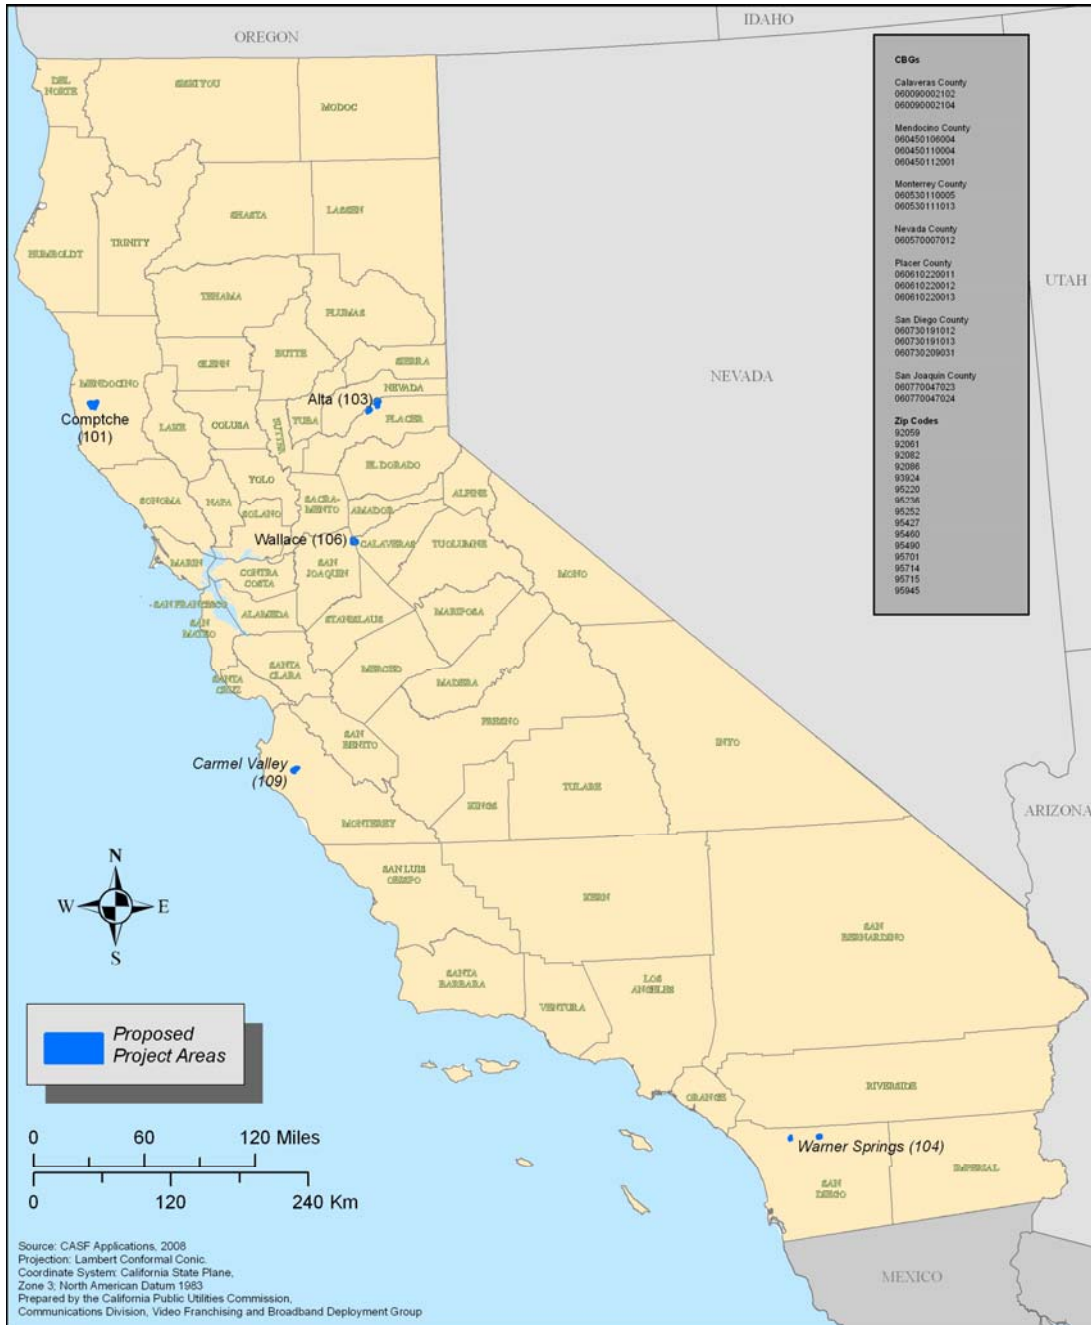 OREGON
IDAHO
NEVADA
UTAH
ARIZONA
MEXICO
DEL
NORTE
SISKIYOU
MODOC
SHASTA
LASSEN
HUMBOLDT
TRINITY
TEHAMA
PLUMAS
BUTTE
GLENN
SIERRA
MENDOCINO
NEVADA
Alta (103)
YUBA
PLACER
Comptche
(101)
LAKE
COLUSA
SUTTER
EL DORADO
YOLO
SONOMA
NAPA
SACRA-
MENTO
ALPINE
AMADOR
SOLANO
Wallace (106)
CALAVERAS
TUOLUMNE
MARIN
CONTRA
COSTA
SAN
JOAQUIN
MONO
SAN FRANCISCO
ALAMEDA
STANISLAUS
MARIPOSA
SAN
MATEO
SANTA
CLARA
SANTA
CRUZ
MERCED
MADERA
FRESNO
SAN
BENITO
INYO
Carmel Valley
(109)
TULARE
KINGS
MONTEREY
SAN LUIS
OBISPO
KERN
SAN
BERNARDINO
SANTA
BARBARA
VENTURA
LOS
ANGELES
ORANGE
RIVERSIDE
Warner Springs (104)
SAN
DIEGO
IMPERIAL
CBGs
Calaveras County
060090002102
060090002104
Mendocino County
060450106004
060450110004
060450112001
Monterrey County
060530110005
060530111013
Nevada County
060570007012
Placer County
060610220011
060610220012
060610220013
San Diego County
060730191012
060730191013
060730209031
San Joaquin County
060770047023
060770047024
Zip Codes
92059
92061
92082
92086
93924
95220
95236
95252
95427
95460
95490
95701
95714
95715
95945
N
W E
S
Proposed
Project Areas
0 60 120 Miles
0 120 240 Km
Source: CASF Applications, 2008
Projection: Lambert Conformal Conic.
Coordinate System: California State Plane,
Zone 3; North American Datum 1983
Prepared by the California Public Utilities Commission,
Communications Division, Video Franchising and Broadband Deployment Group